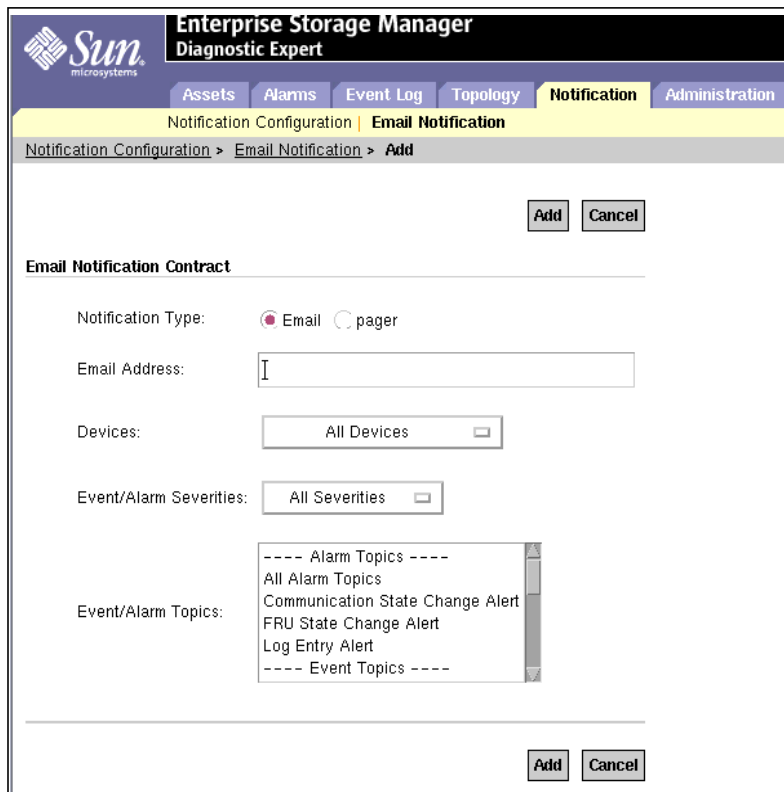 Sun
microsystems
Enterprise Storage Manager
Diagnostic Expert
Assets Alarms Event Log Topology Notification Administration
Notification Configuration | Email Notification
Notification Configuration > Email Notification > Add
Add Cancel
Email Notification Contract
Notification Type: Email pager
Email Address:
Devices: All Devices
Event/Alarm Severities: All Severities
Event/Alarm Topics:
---- Alarm Topics ----
All Alarm Topics
Communication State Change Alert
FRU State Change Alert
Log Entry Alert
---- Event Topics ----
Add Cancel